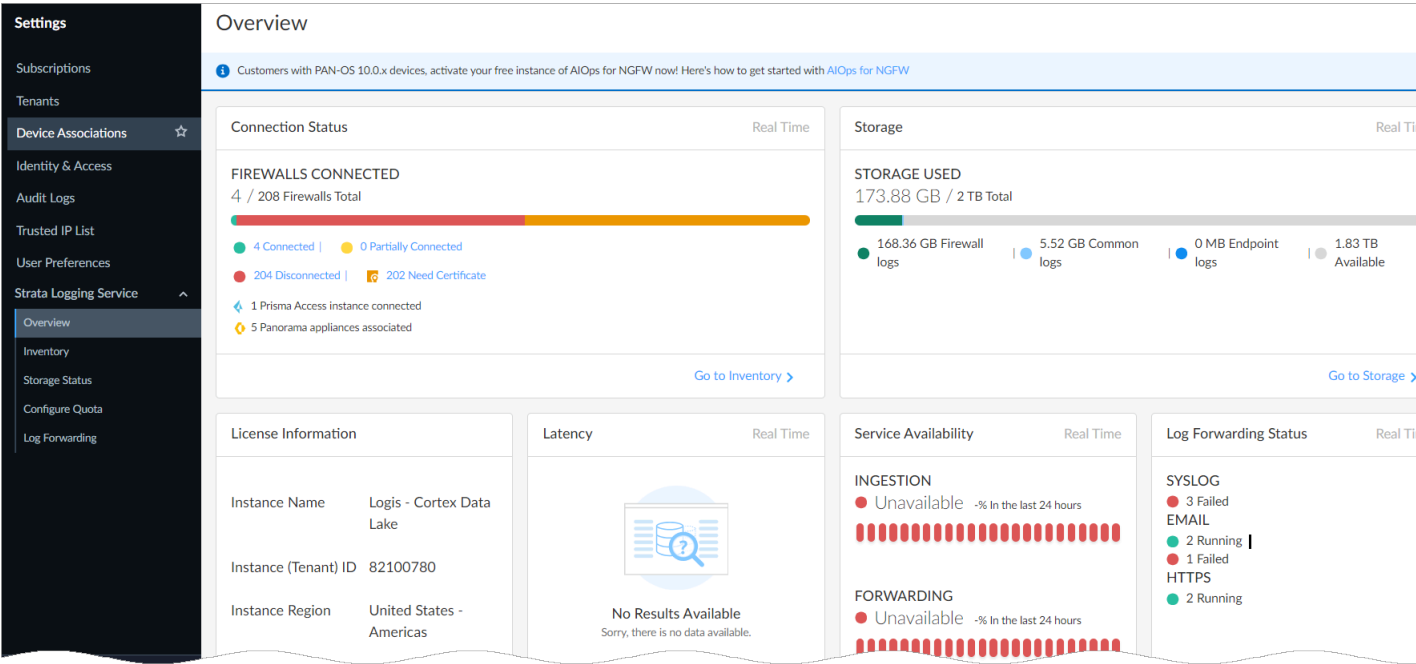 Settings
Subscriptions
Tenants
Device Associations
Identity & Access
Audit Logs
Trusted IP List
User Preferences
Strata Logging Service
Overview
Inventory
Storage Status
Configure Quota
Log Forwarding
Overview
Customers with PAN-OS 10.0.x devices, activate your free instance of AIOps for NGFW now! Here's how to get started with AIOps for NGFW
Connection Status Real Time
FIREWALLS CONNECTED
4 / 208 Firewalls Total
4 Connected | 0 Partially Connected
204 Disconnected | 202 Need Certificate
1 Prisma Access instance connected
5 Panorama appliances associated
Go to Inventory
Storage Real Ti
STORAGE USED
173.88 GB / 2 TB Total
168.36 GB Firewall logs | 5.52 GB Common logs | 0 MB Endpoint logs | 1.83 TB Available
Go to Storage
License Information
Instance Name Logis - Cortex Data
Lake
Instance (Tenant) ID 82100780
Instance Region United States -
Americas
Latency Real Time
No Results Available
Sorry, there is no data available.
Service Availability Real Time
INGESTION
Unavailable -% In the last 24 hours
FORWARDING
Unavailable -% In the last 24 hours
Log Forwarding Status Real Ti
SYSLOG
3 Failed
EMAIL
2 Running
1 Failed
HTTPS
2 Running